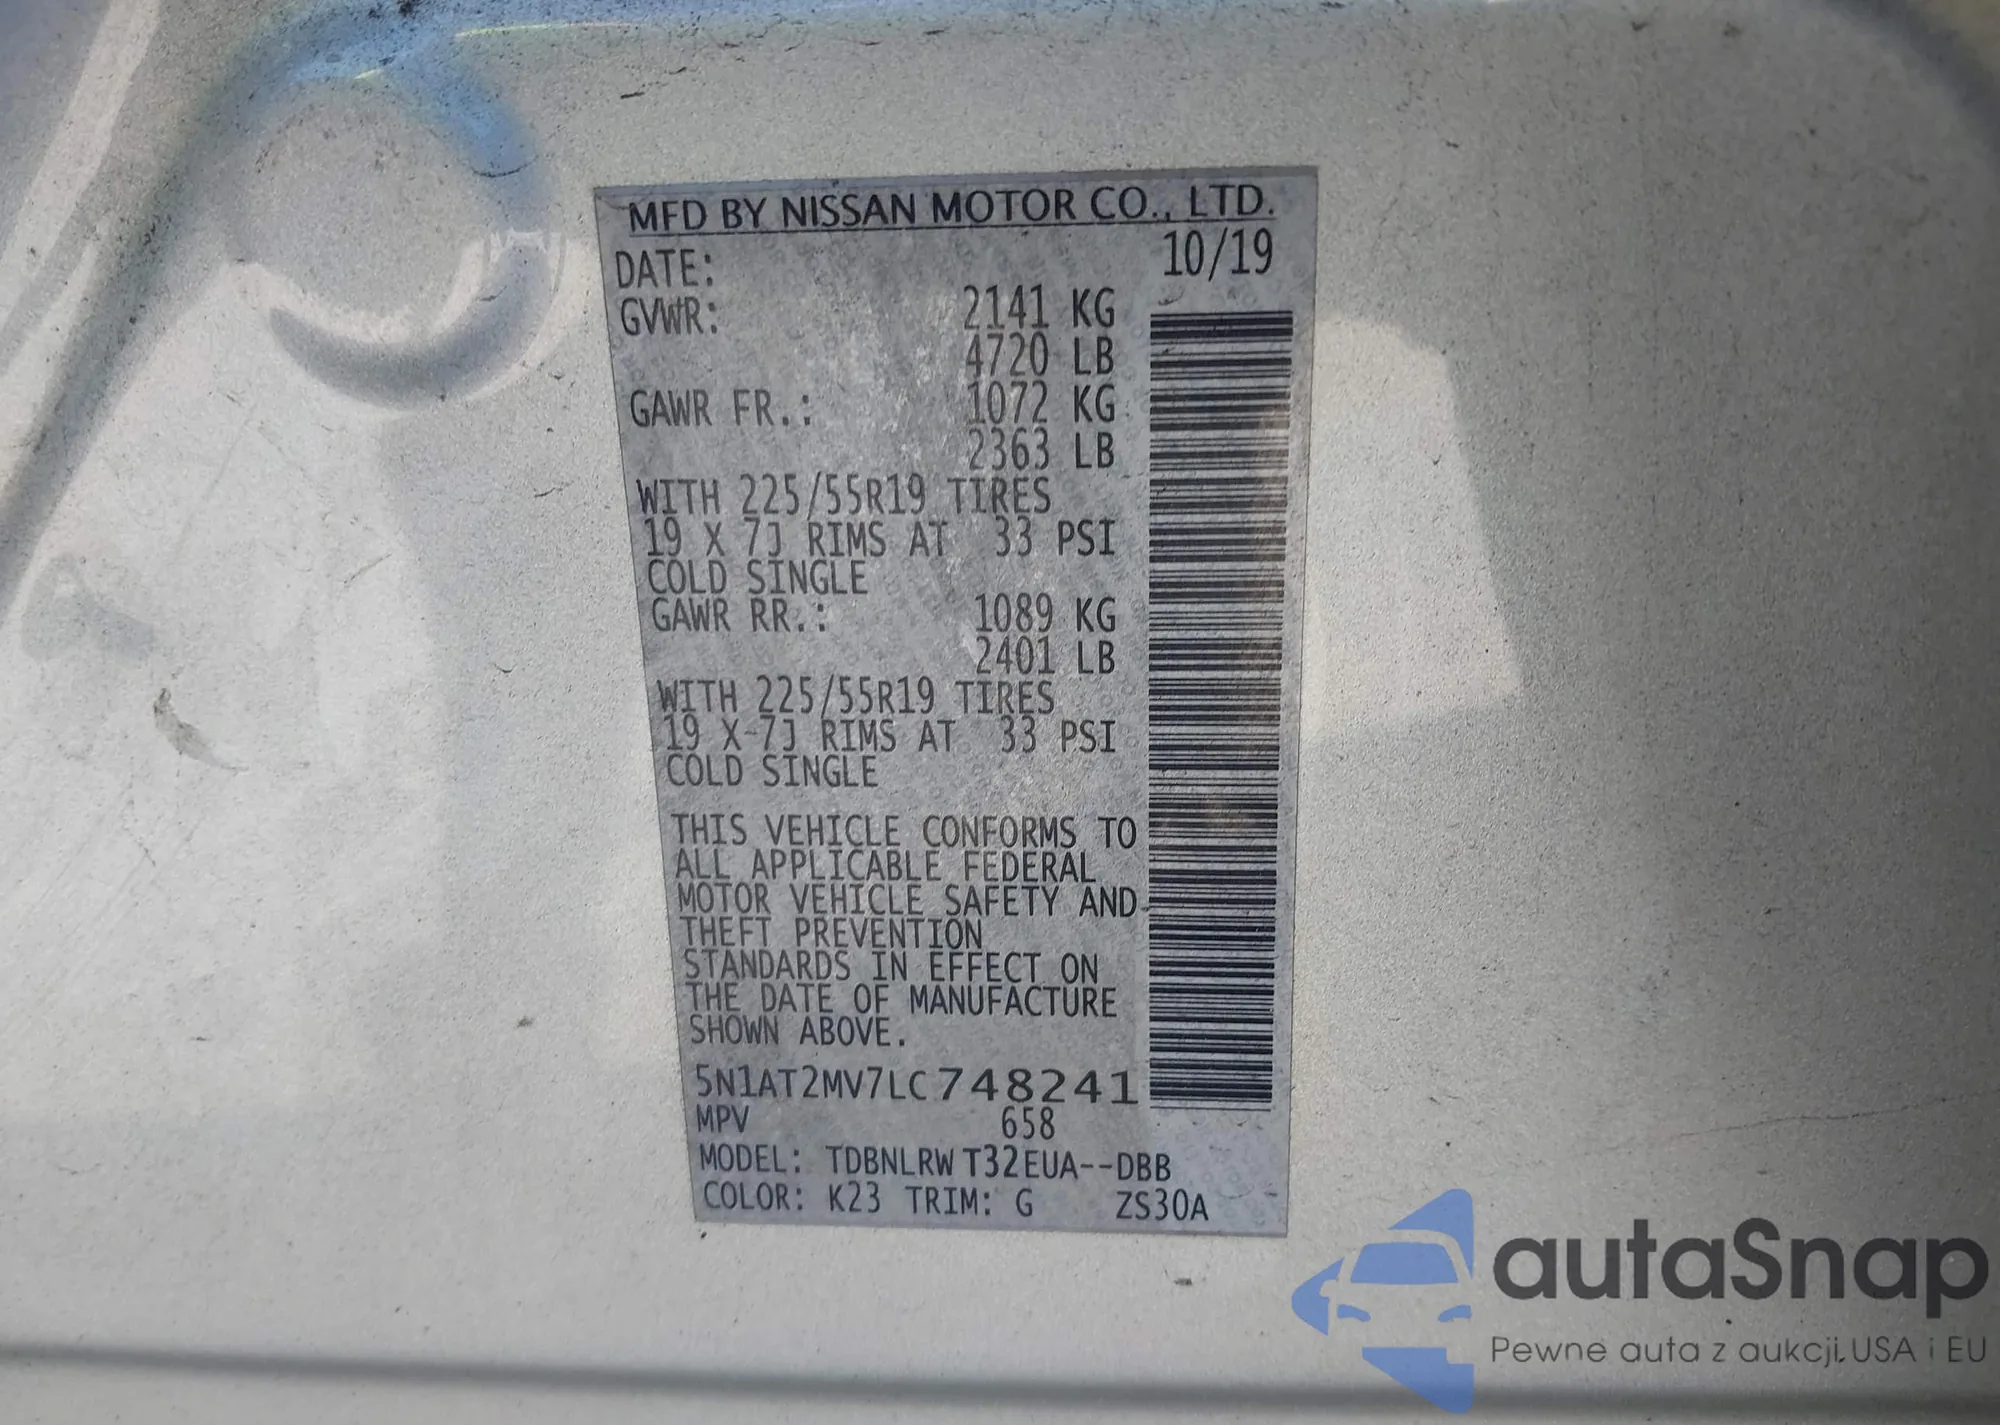 MFD BY NISSAN MOTOR CO., LTD.
DATE: 10/19
GVWR: 2141 KG
4720 LB
GAWR FR.: 1072 KG
2363 LB
WITH 225/55R19 TIRES
19 X 7J RIMS AT 33 PSI
COLD SINGLE
GAWR RR.: 1089 KG
2401 LB
WITH 225/55R19 TIRES
19 X 7J RIMS AT 33 PSI
COLD SINGLE
THIS VEHICLE CONFORMS TO
ALL APPLICABLE FEDERAL
MOTOR VEHICLE SAFETY AND
THEFT PREVENTION
STANDARDS IN EFFECT ON
THE DATE OF MANUFACTURE
SHOWN ABOVE.
5N1AT2MV7LC748241
MPV 658
MODEL: TDBNLRW T32EUA--DBB
COLOR: K23 TRIM: G ZS30A
autaSnap
Pewne auta z aukcji USA i EU